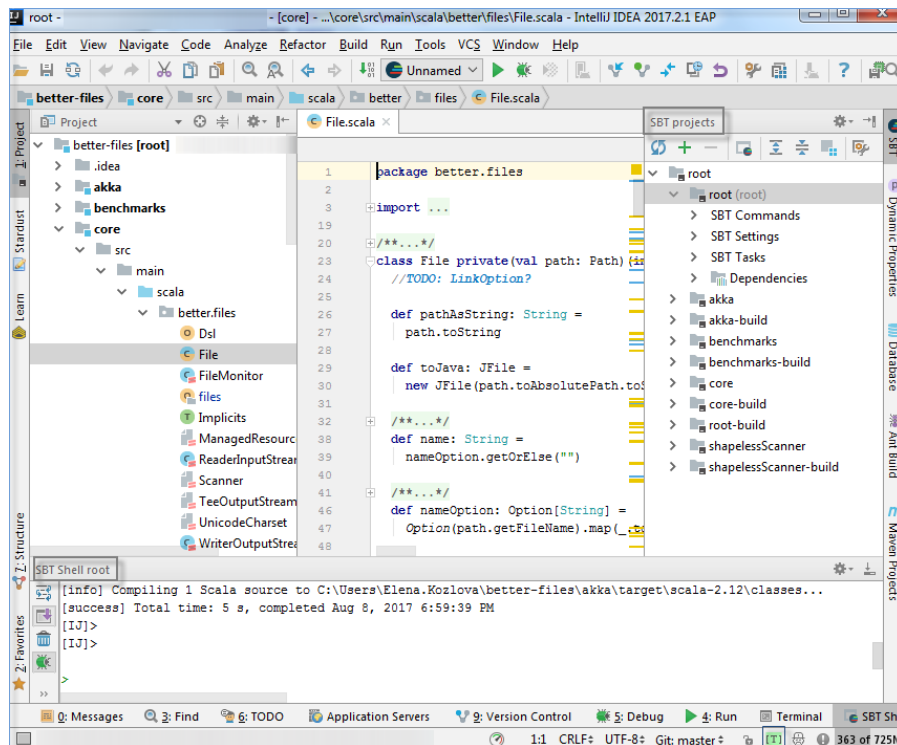 root - - [core] - ...\core\src\main\scala\better\files\File.scala - IntelliJ IDEA 2017.2.1 EAP
File Edit View Navigate Code Analyze Refactor Build Run Tools VCS Window Help
Unnamed
better-files core src main scala better files File.scala
1: Project
Stardust
Learn
Z: Structure
2: Favorites
Project
better-files [root]
.idea
akka
benchmarks
core
src
main
scala
better.files
Dsl
File
FileMonitor
files
Implicits
ManagedResourc
ReaderInputStrear
Scanner
TeeOutputStream
UnicodeCharset
WriterOutputStrea
File.scala
1 package better.files
2
3 import ...
19
20 /**...*/
23 class File private(val path: Path)(in
24 //TODO: LinkOption?
25
26 def pathAsString: String =
27 path.toString
28
29 def toJava: JFile =
30 new JFile(path.toAbsolutePath.toS
31
32 /**...*/
38 def name: String =
39 nameOption.getOrElse("")
40
41 /**...*/
46 def nameOption: Option[String] =
47 Option(path.getFileName).map(_.to
48
SBT projects
root
root (root)
SBT Commands
SBT Settings
SBT Tasks
Dependencies
akka
akka-build
benchmarks
benchmarks-build
core
core-build
root-build
shapelessScanner
shapelessScanner-build
SBT
Dynamic Properties
Database
Ant Build
Maven Projects
SBT Shell root
[info] Compiling 1 Scala source to C:\Users\Elena.Kozlova\better-files\akka\target\scala-2.12\classes...
[success] Total time: 5 s, completed Aug 8, 2017 6:59:39 PM
[IJ]>
[IJ]>
>
0: Messages 3: Find 6: TODO Application Servers 9: Version Control 5: Debug 4: Run Terminal SBT Sh
1:1 CRLF UTF-8 Git: master [T] 363 of 725M